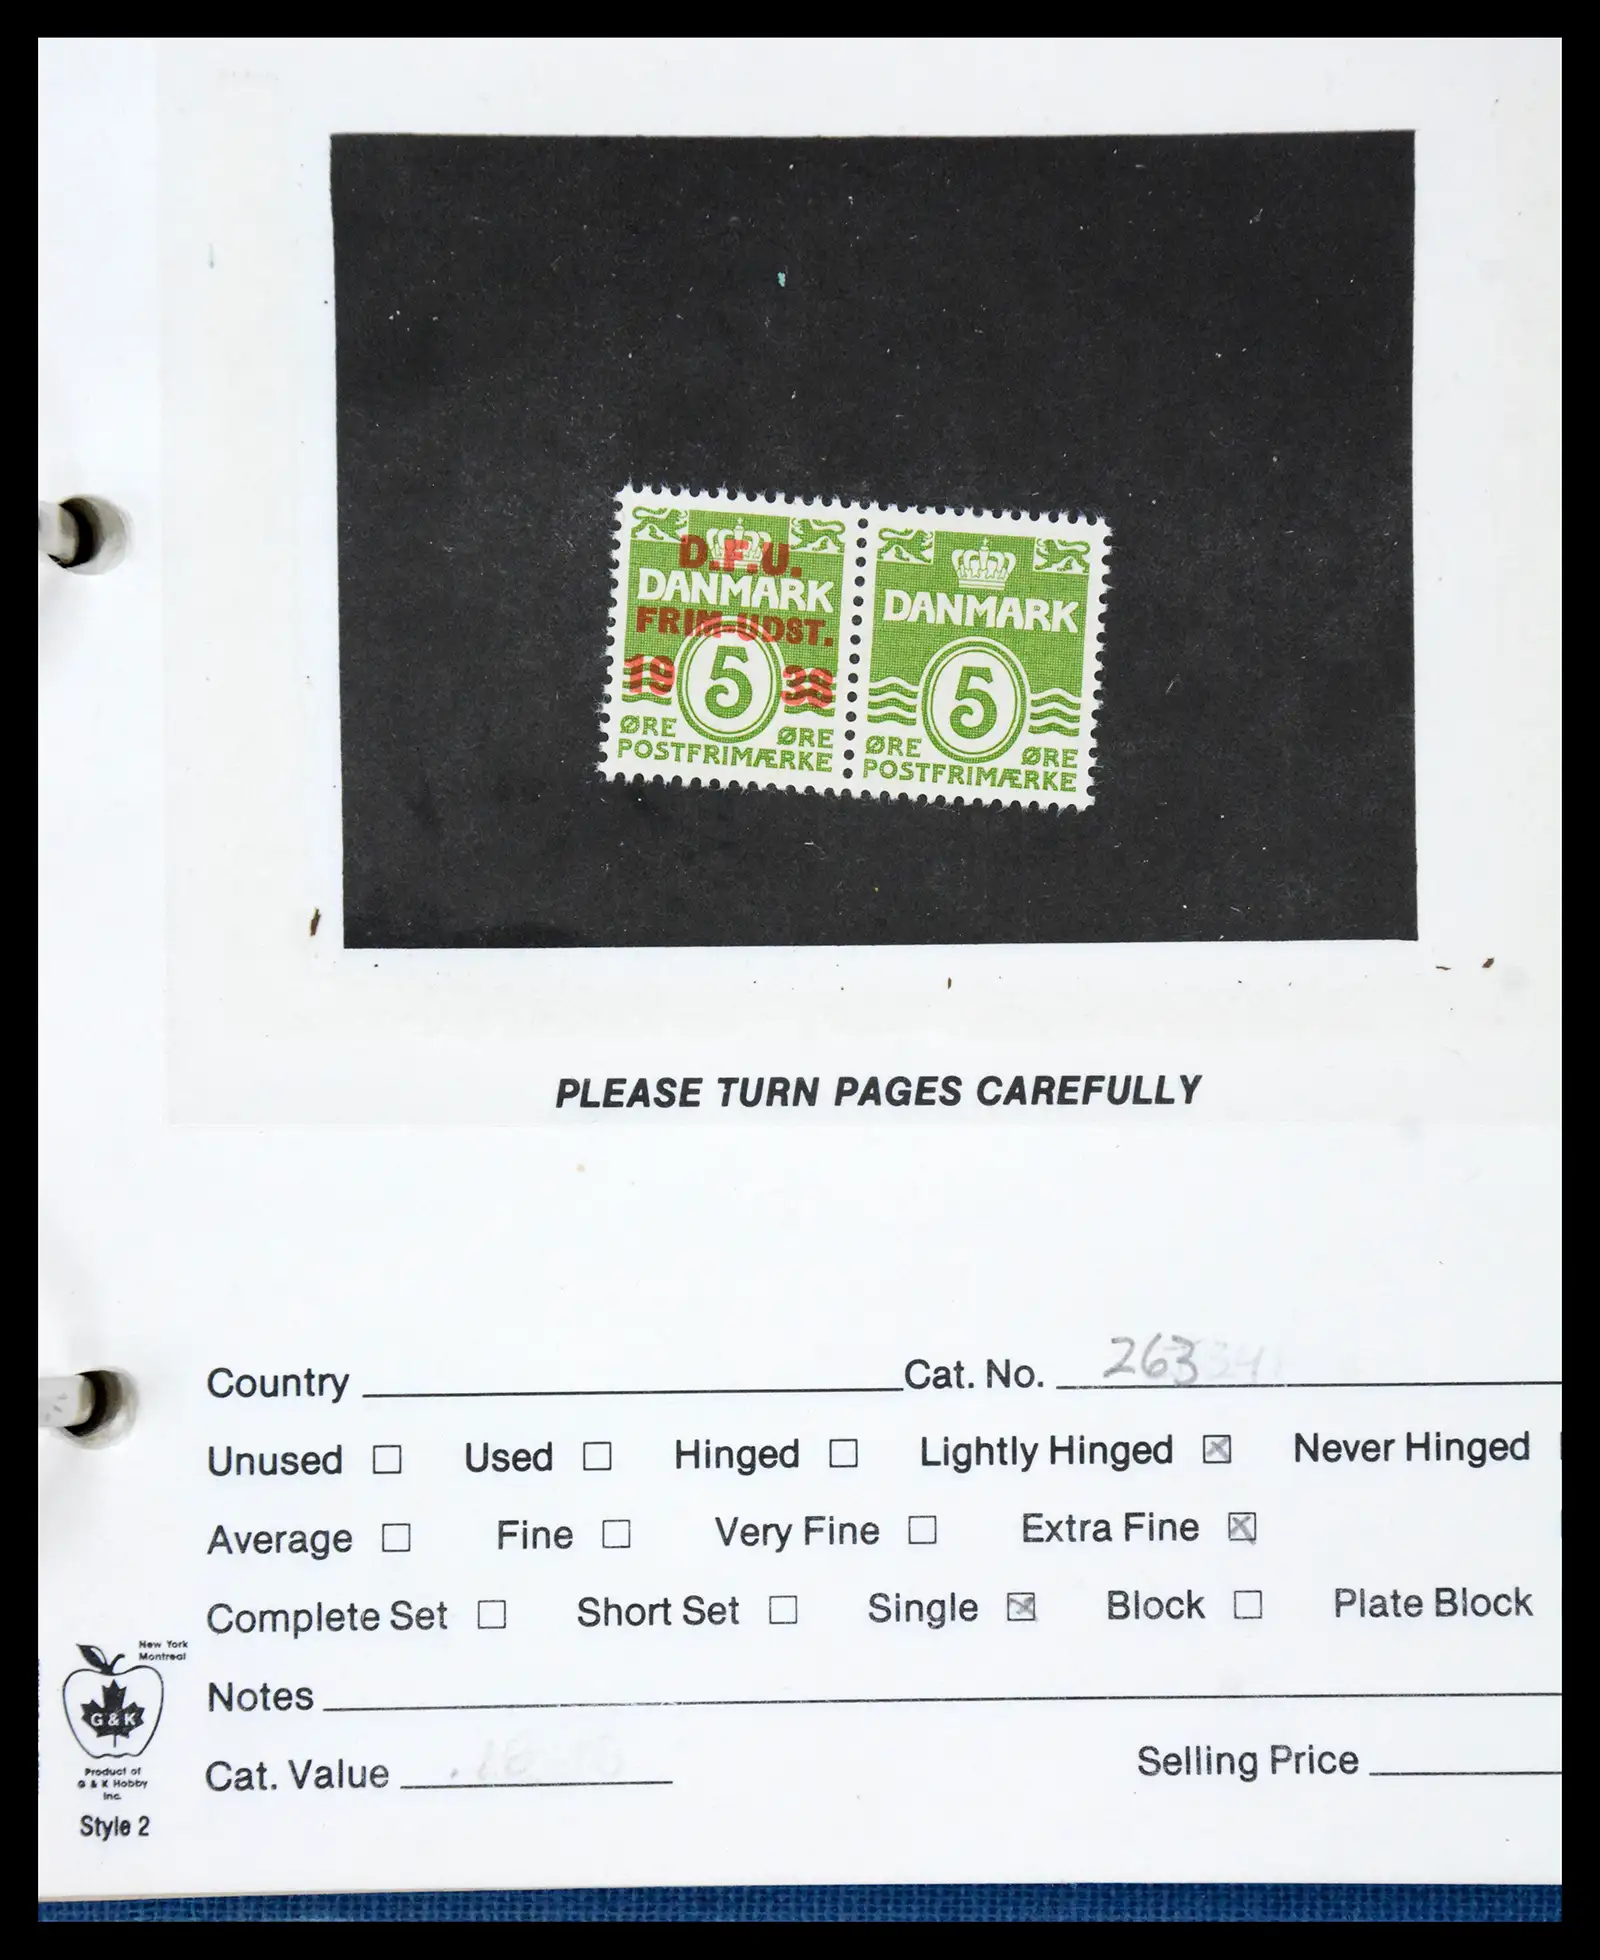 D.F.U.
DANMARK
FRIM-UDST.
19 5 38
ØRE ØRE
POSTFRIMÆRKE
DANMARK
5
ØRE ØRE
POSTFRIMÆRKE
PLEASE TURN PAGES CAREFULLY
Country Cat. No. 263
Unused Used Hinged Lightly Hinged Never Hinged
Average Fine Very Fine Extra Fine
Complete Set Short Set Single Block Plate Block
Notes
Cat. Value Selling Price
New York
Montreal
G & K
Product of
G & K Hobby
Inc.
Style 2